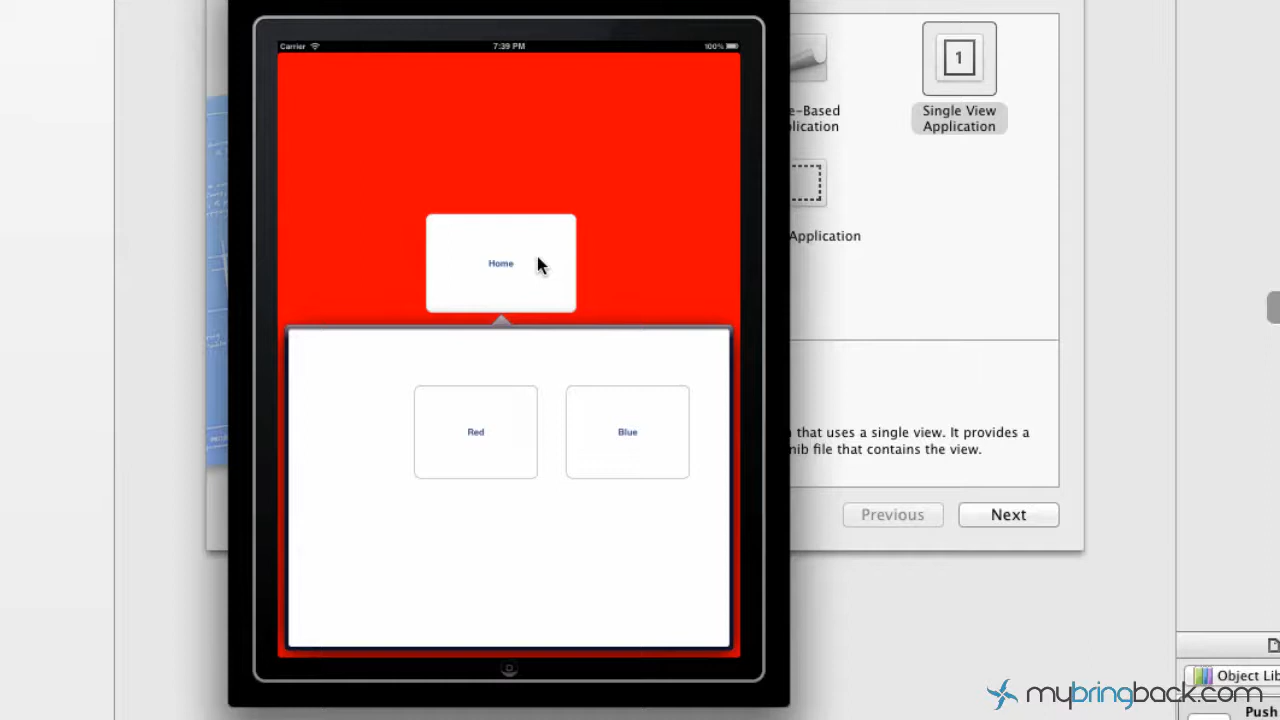 Carrier
7:39 PM
100%
1
e-Based
lication
Single View
Application
Application
Home
Red
Blue
that uses a single view. It provides a
nib file that contains the view.
Previous
Next
Object Lib
Push
mybringback.com